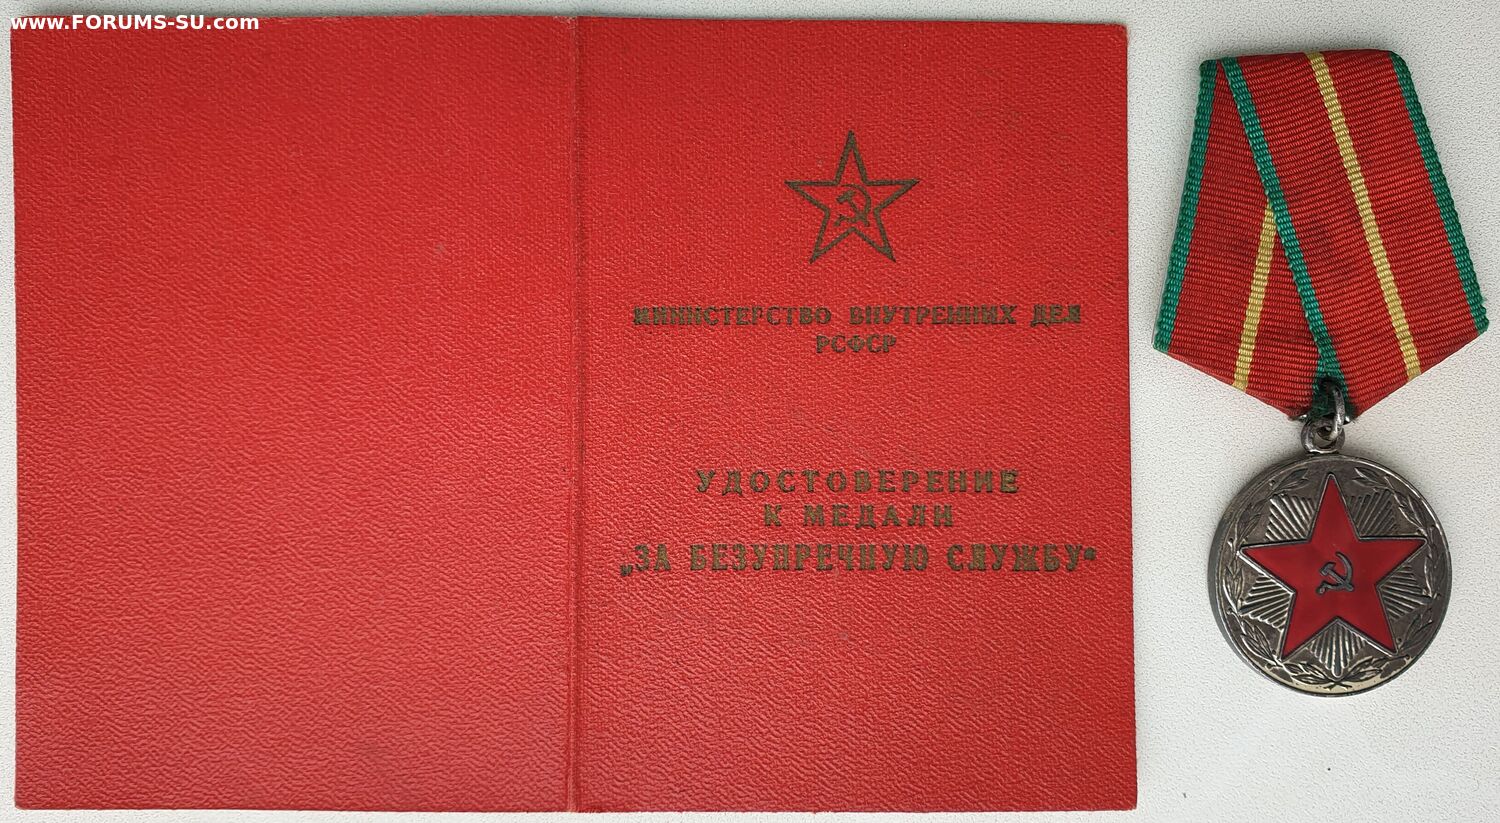 www.FORUMS-SU.com
МИНИСТЕРСТВО ВНУТРЕННИХ ДЕЛ
РСФСР
УДОСТОВЕРЕНИЕ
К МЕДАЛИ
„ЗА БЕЗУПРЕЧНУЮ СЛУЖБУ“